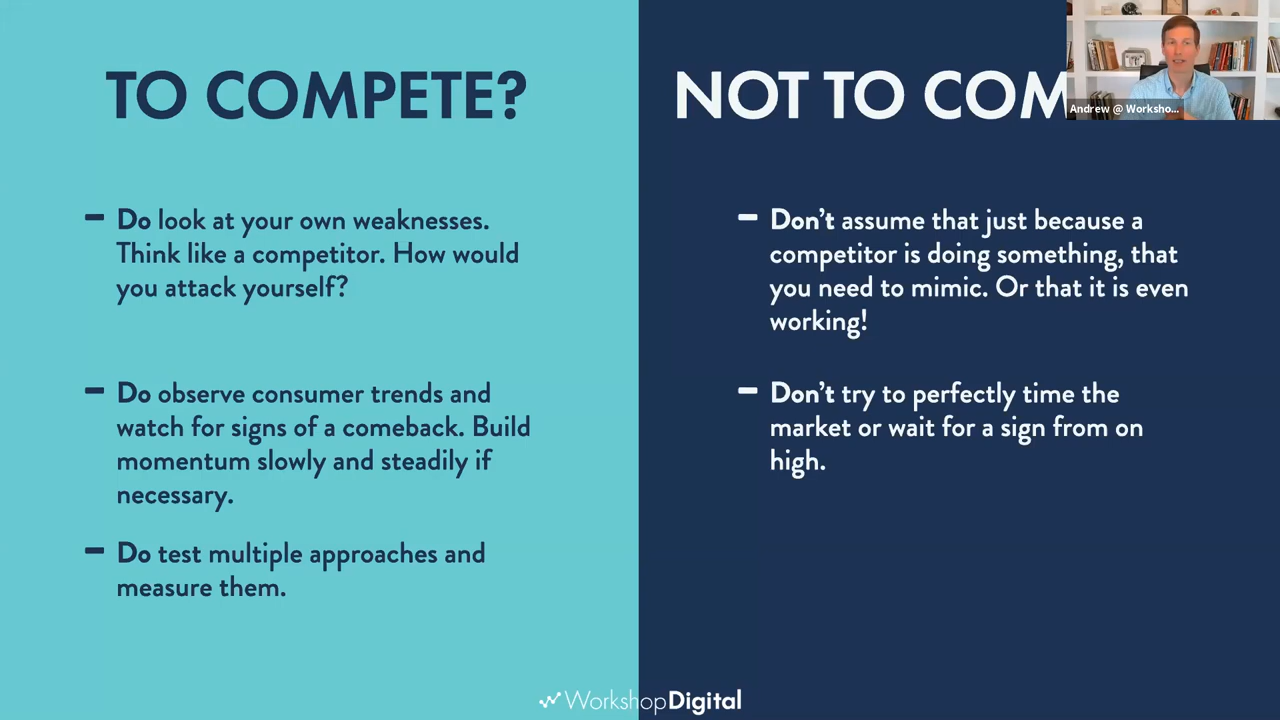 TO COMPETE?
Do look at your own weaknesses.
Think like a competitor. How would
you attack yourself?
Do observe consumer trends and
watch for signs of a comeback. Build
momentum slowly and steadily if
necessary.
Do test multiple approaches and
measure them.
NOT TO COM
Don't assume that just because a
competitor is doing something, that
you need to mimic. Or that it is even
working!
Don't try to perfectly time the
market or wait for a sign from on
high.
Andrew @ Worksho...
WorkshopDigital